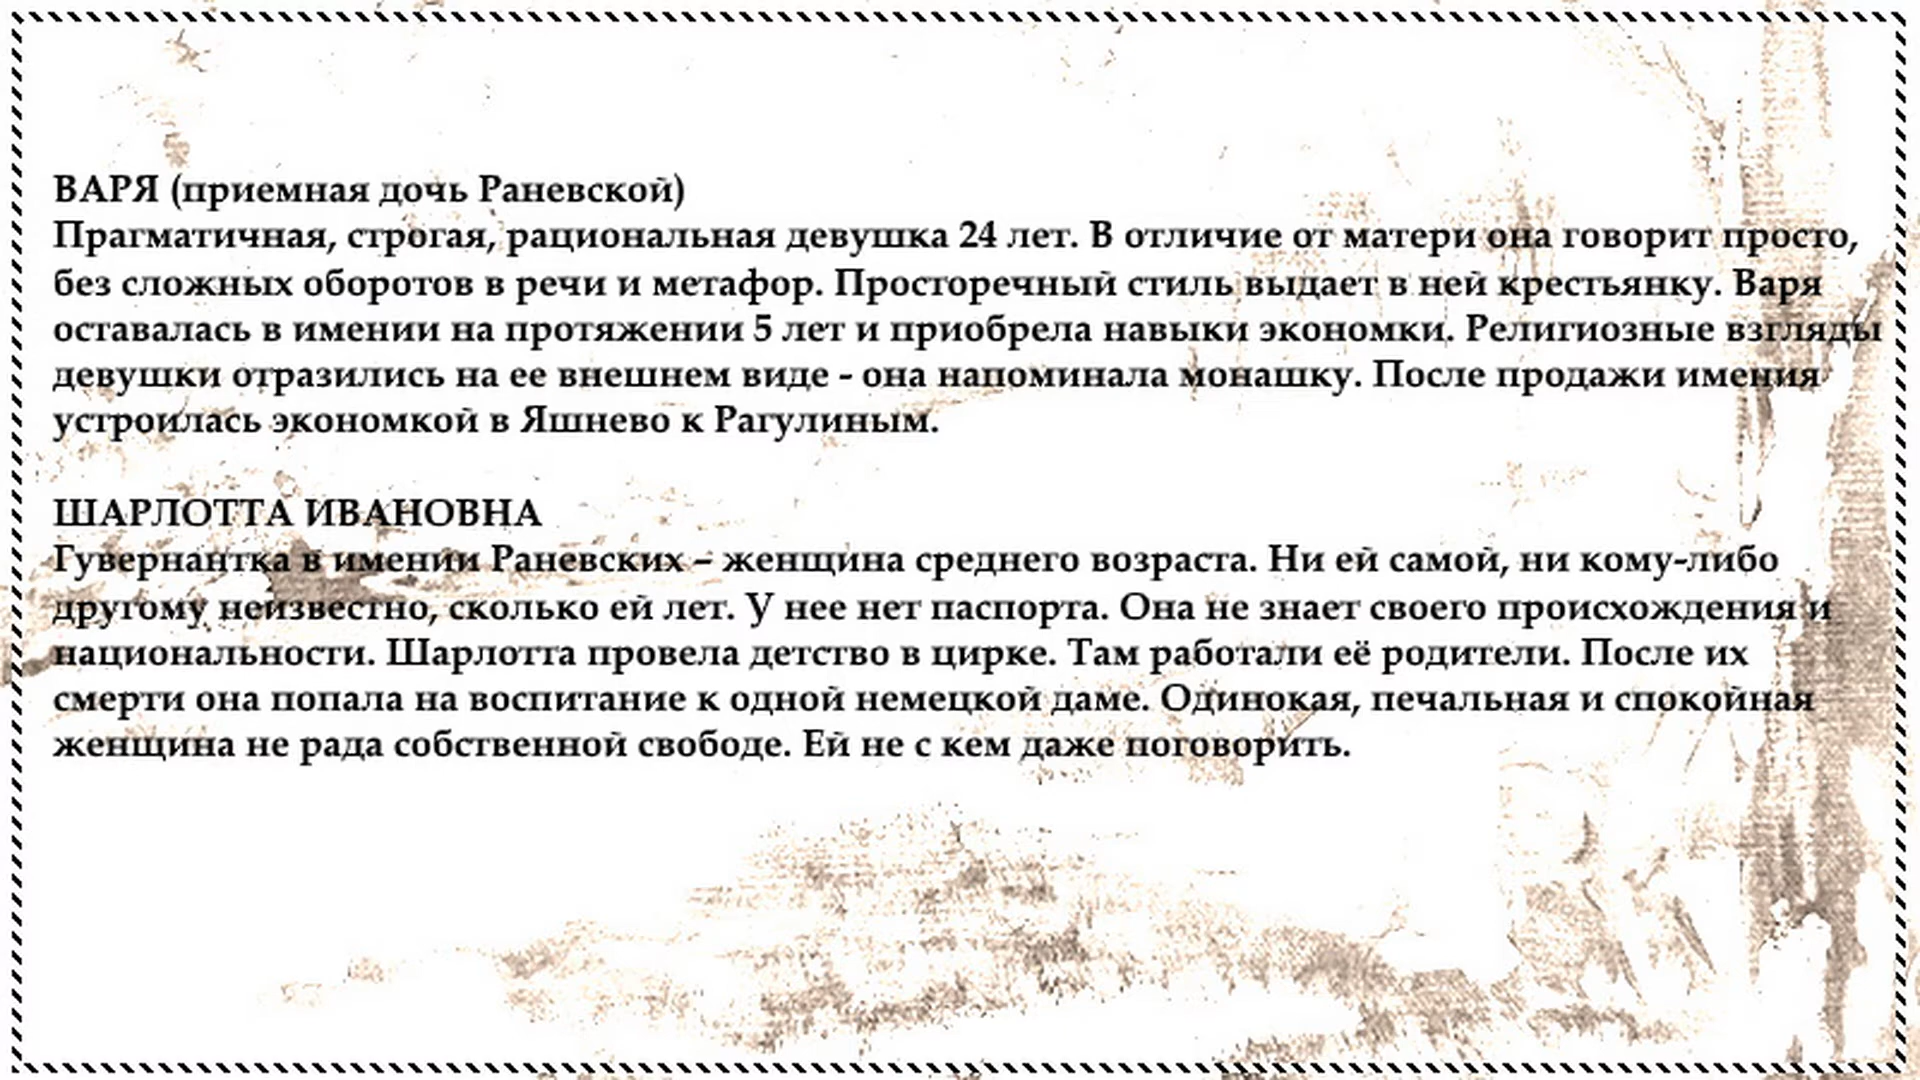 ВАРЯ (приемная дочь Раневской)
Прагматичная, строгая, рациональная девушка 24 лет. В отличие от матери она говорит просто,
без сложных оборотов в речи и метафор. Просторечный стиль выдает в ней крестьянку. Варя
оставалась в имении на протяжении 5 лет и приобрела навыки экономки. Религиозные взгляды
девушки отразились на ее внешнем виде - она напоминала монашку. После продажи имения
устроилась экономкой в Яшнево к Рагулиным.
ШАРЛОТТА ИВАНОВНА
Гувернантка в имении Раневских – женщина среднего возраста. Ни ей самой, ни кому-либо
другому неизвестно, сколько ей лет. У нее нет паспорта. Она не знает своего происхождения и
национальности. Шарлотта провела детство в цирке. Там работали её родители. После их
смерти она попала на воспитание к одной немецкой даме. Одинокая, печальная и спокойная
женщина не рада собственной свободе. Ей не с кем даже поговорить.